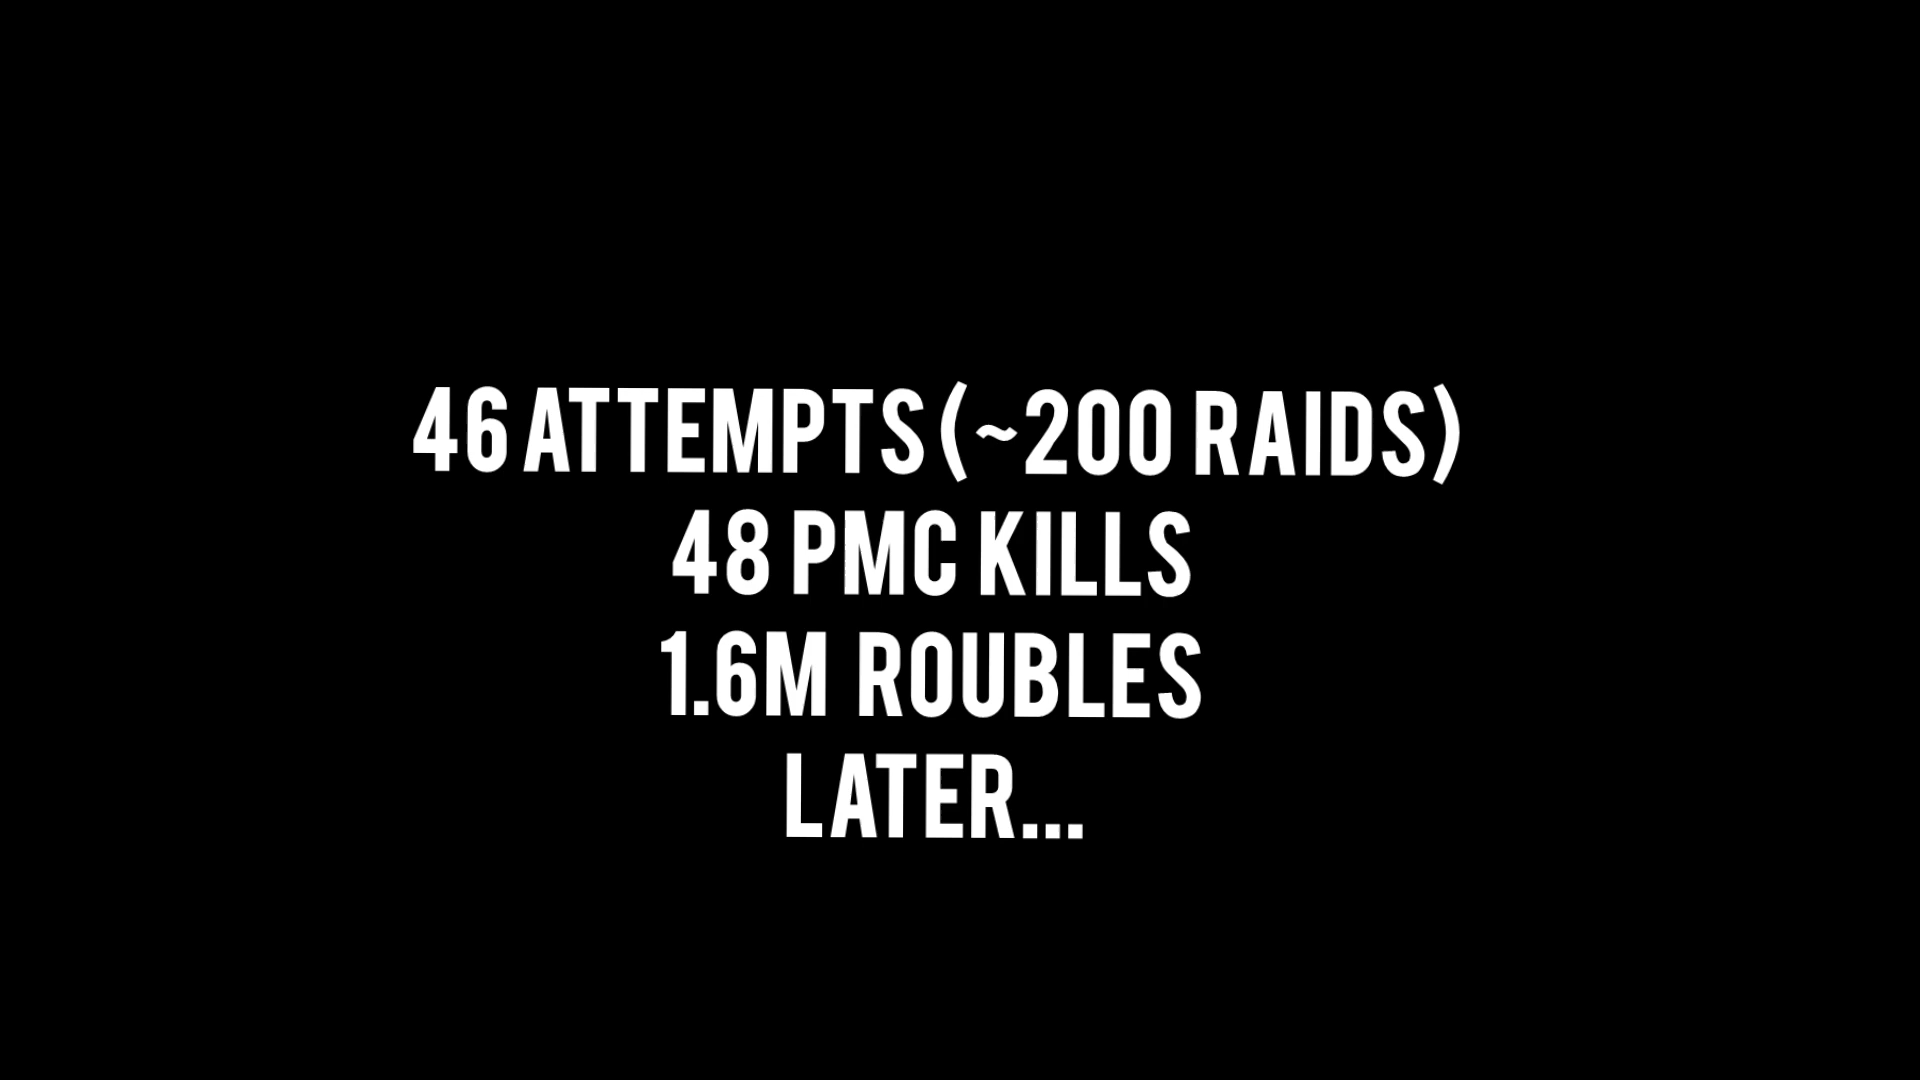 46 ATTEMPTS (~200 RAIDS)
48 PMC KILLS
1.6M ROUBLES
LATER...